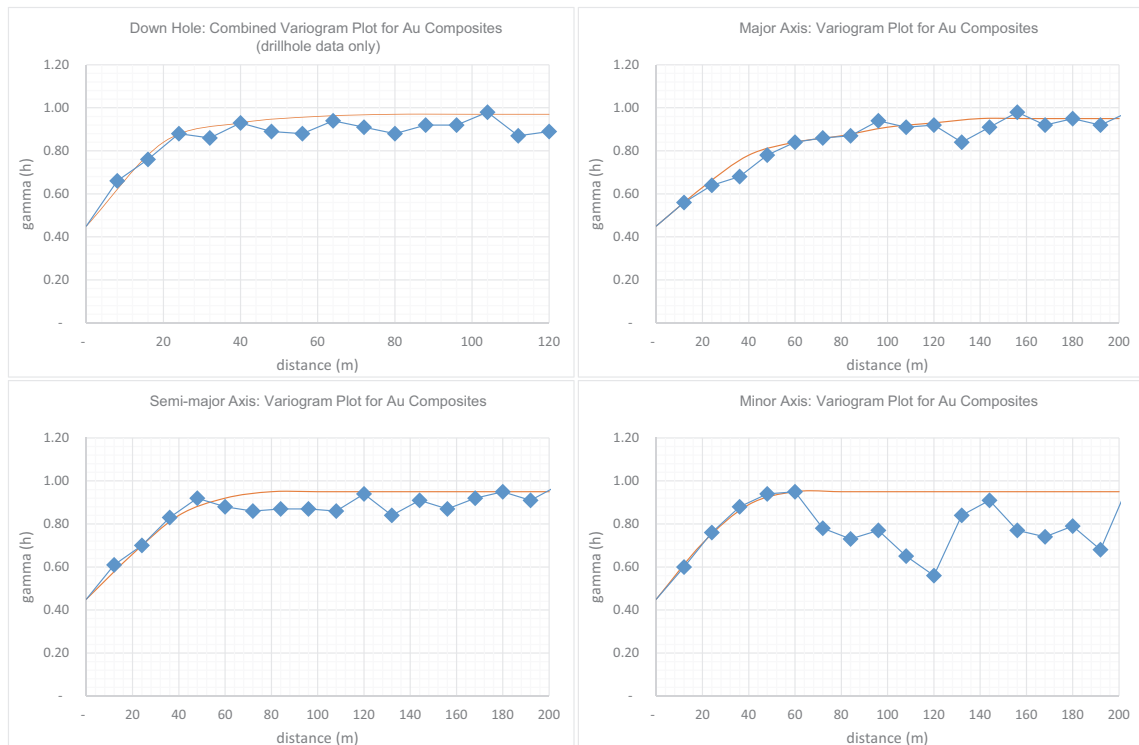 Down Hole: Combined Variogram Plot for Au Composites
(drillhole data only)
1.20
1.00
0.80
0.60
0.40
0.20
-
gamma (h)
- 20 40 60 80 100 120
distance (m)
Major Axis: Variogram Plot for Au Composites
1.20
1.00
0.80
0.60
0.40
0.20
-
gamma (h)
- 20 40 60 80 100 120 140 160 180 200
distance (m)
Semi-major Axis: Variogram Plot for Au Composites
1.20
1.00
0.80
0.60
0.40
0.20
-
gamma (h)
- 20 40 60 80 100 120 140 160 180 200
distance (m)
Minor Axis: Variogram Plot for Au Composites
1.20
1.00
0.80
0.60
0.40
0.20
-
gamma (h)
- 20 40 60 80 100 120 140 160 180 200
distance (m)